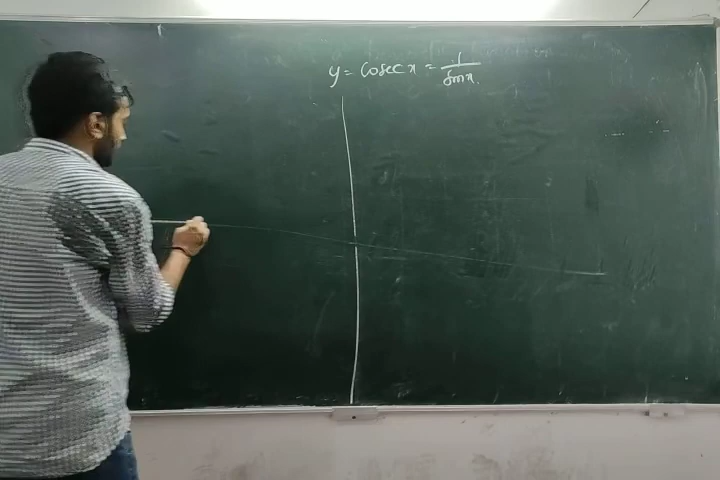 y = cosec x = 1/sin x.